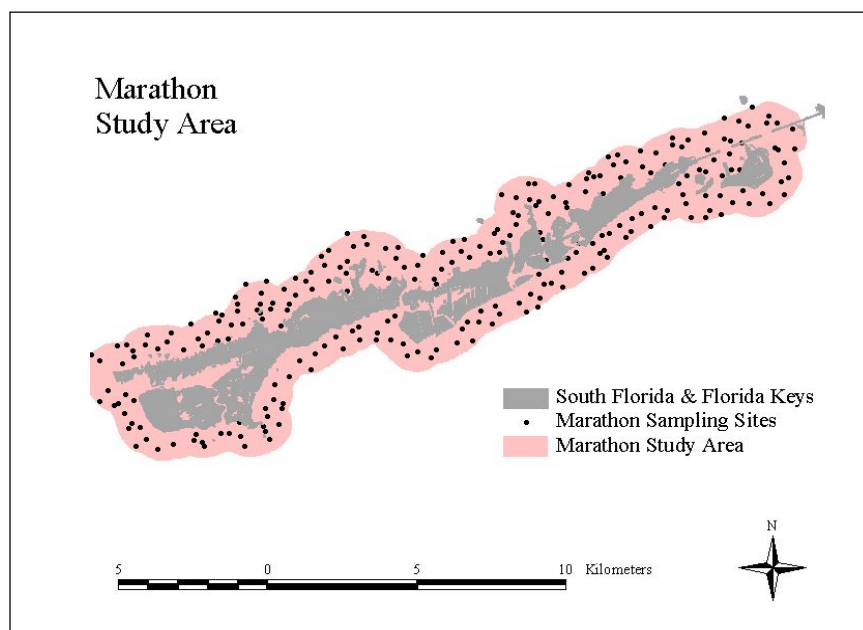 Marathon
Study Area
South Florida & Florida Keys
Marathon Sampling Sites
Marathon Study Area
N
5 0 5 10 Kilometers